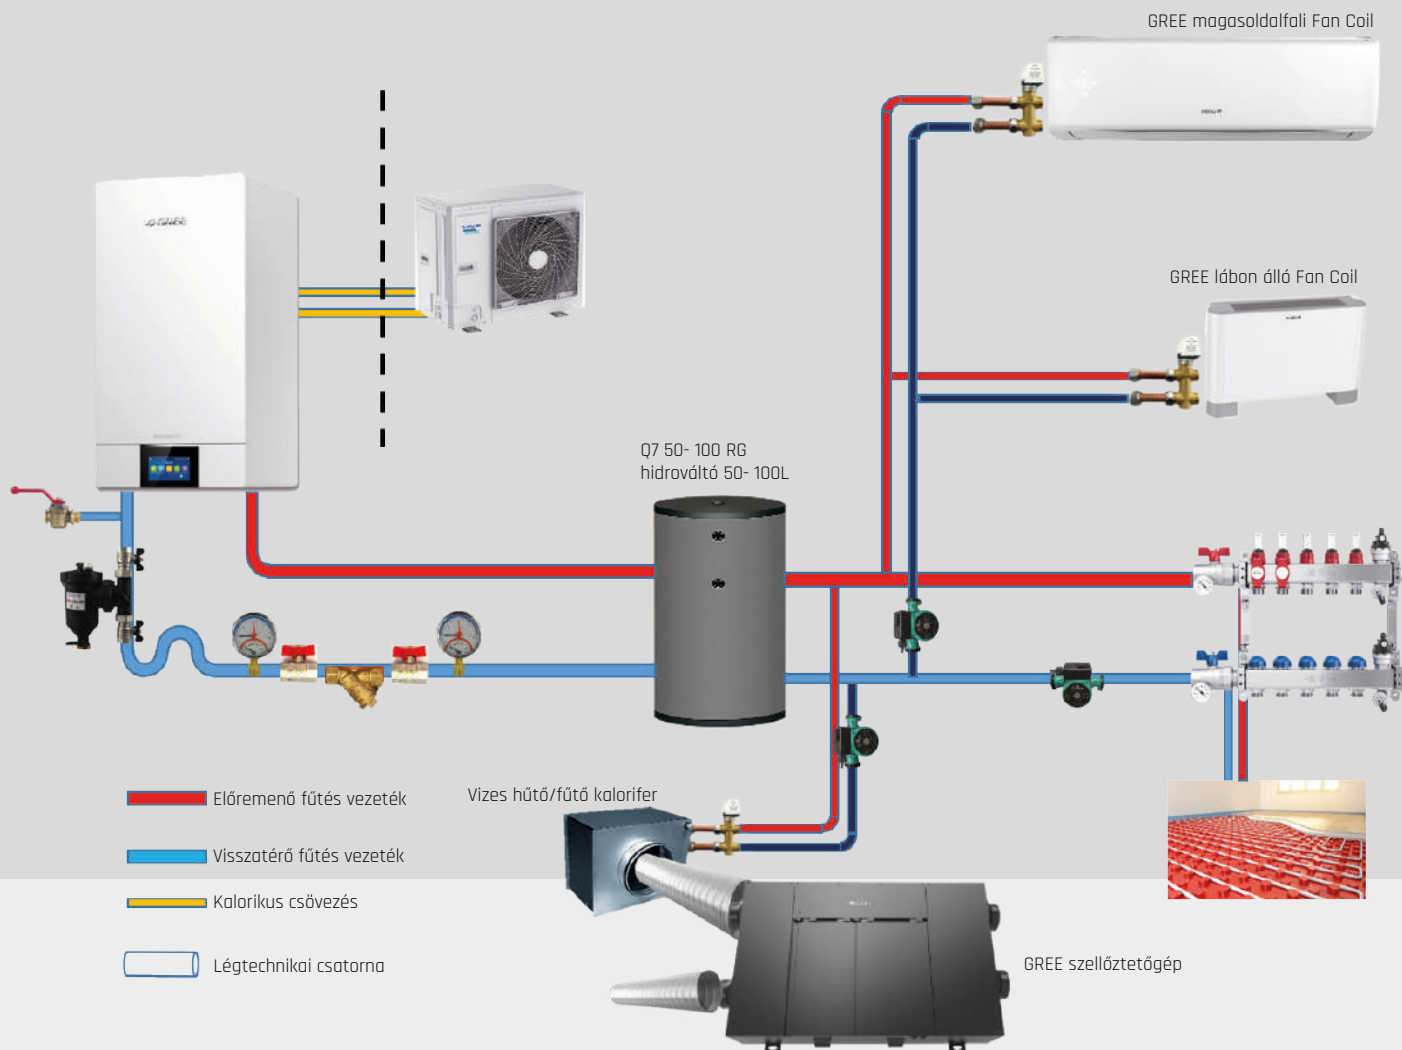 GREE magasoldalfali Fan Coil
GREE
GREE lábon álló Fan Coil
Q7 50- 100 RG
hidrováltó 50- 100L
Előremenő fűtés vezeték
Vizes hűtő/fűtő kalorifer
Visszatérő fűtés vezeték
Kalorikus csövezés
Légtechnikai csatorna
GREE szellőztetőgép